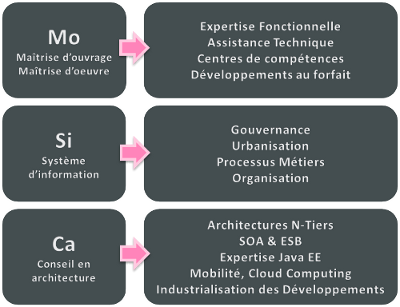 Mo
Maîtrise d'ouvrage
Maîtrise d'oeuvre
Expertise Fonctionnelle
Assistance Technique
Centres de compétences
Développements au forfait
Si
Système
d'information
Gouvernance
Urbanisation
Processus Métiers
Organisation
Ca
Conseil en
architecture
Architectures N-Tiers
SOA & ESB
Expertise Java EE
Mobilité, Cloud Computing
Industrialisation des Développements